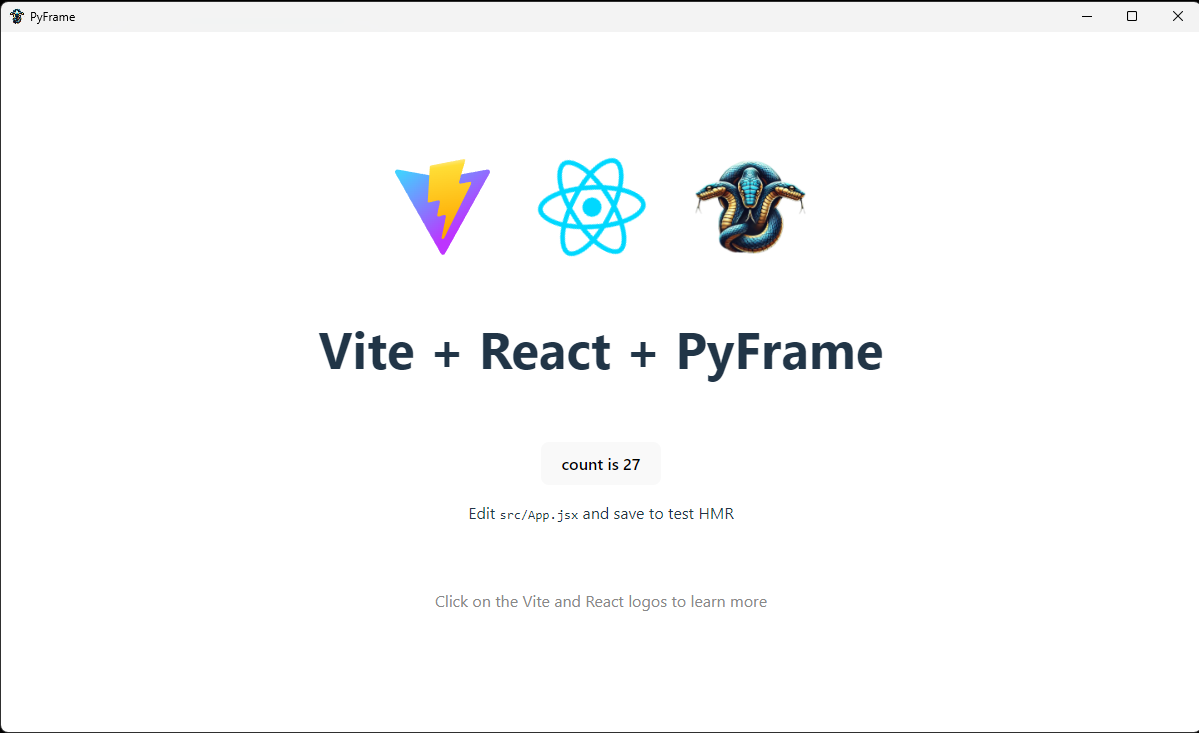 PyFrame
Vite + React + PyFrame
count is 27
Edit src/App.jsx and save to test HMR
Click on the Vite and React logos to learn more